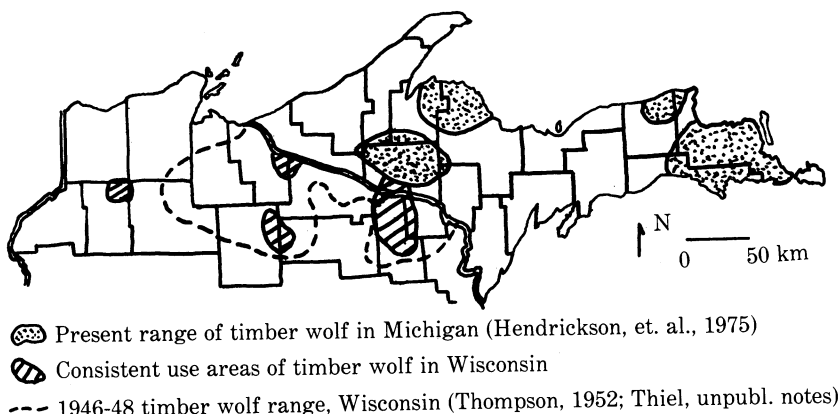 N
0 50 km
Present range of timber wolf in Michigan (Hendrickson, et. al., 1975)
Consistent use areas of timber wolf in Wisconsin
1946-48 timber wolf range, Wisconsin (Thompson, 1952; Thiel, unpubl. notes)